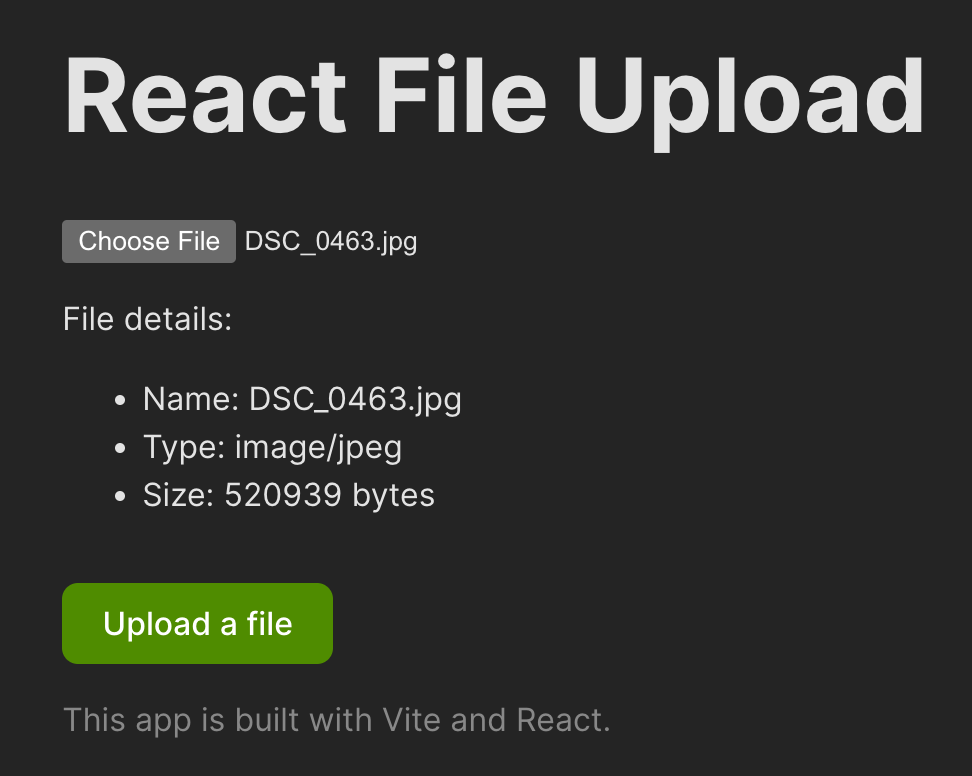 React File Upload
Choose File DSC_0463.jpg
File details:
• Name: DSC_0463.jpg
• Type: image/jpeg
• Size: 520939 bytes
Upload a file
This app is built with Vite and React.